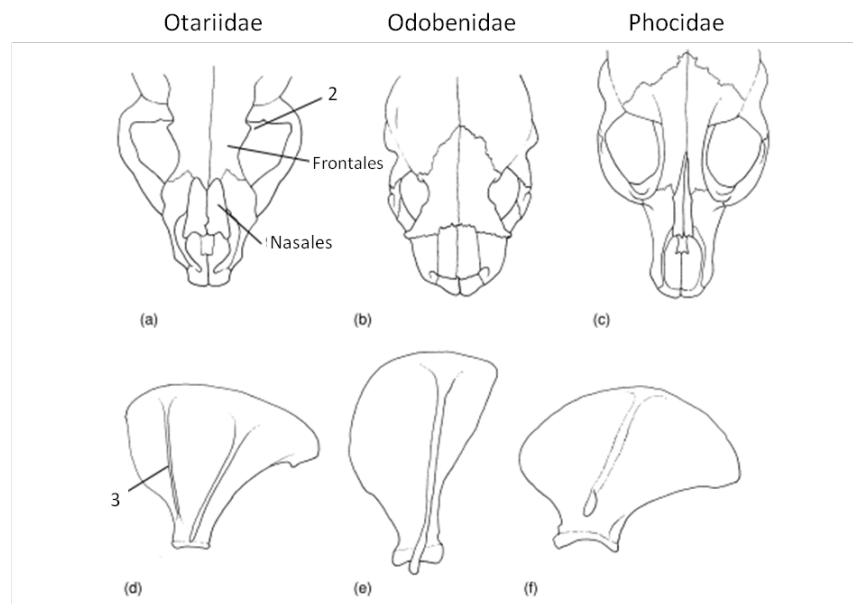 Otariidae Odobenidae Phocidae
2
Frontales
Nasales
(a) (b) (c)
3
(d) (e) (f)